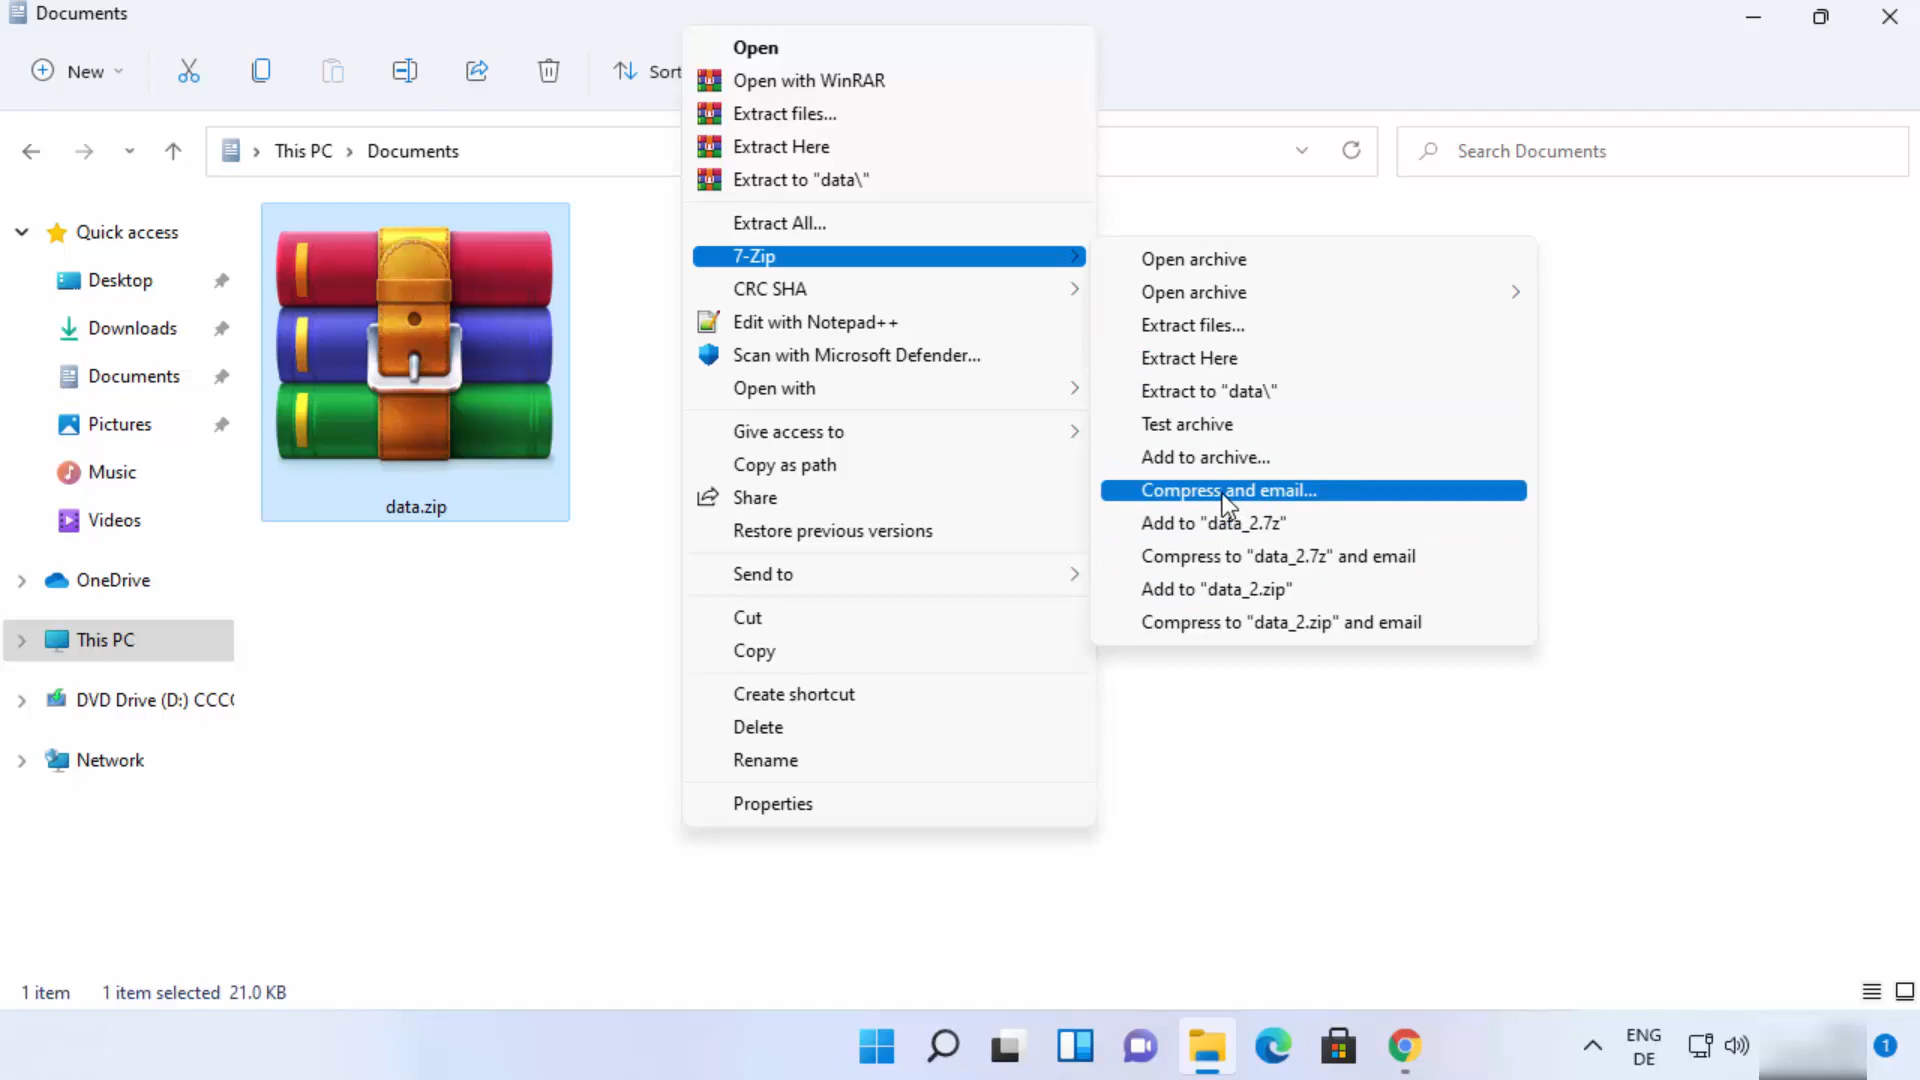 Documents
New
Sort
This PC
Documents
Search Documents
Quick access
Desktop
Downloads
Documents
Pictures
Music
Videos
OneDrive
This PC
DVD Drive (D:) CCC
Network
data.zip
Open
Open with WinRAR
Extract files...
Extract Here
Extract to "data\"
Extract All...
7-Zip
CRC SHA
Edit with Notepad++
Scan with Microsoft Defender...
Open with
Give access to
Copy as path
Share
Restore previous versions
Send to
Cut
Copy
Create shortcut
Delete
Rename
Properties
Open archive
Open archive
Extract files...
Extract Here
Extract to "data\"
Test archive
Add to archive...
Compress and email...
Add to "data_2.7z"
Compress to "data_2.7z" and email
Add to "data_2.zip"
Compress to "data_2.zip" and email
1 item
1 item selected 21.0 KB
ENG
DE
1